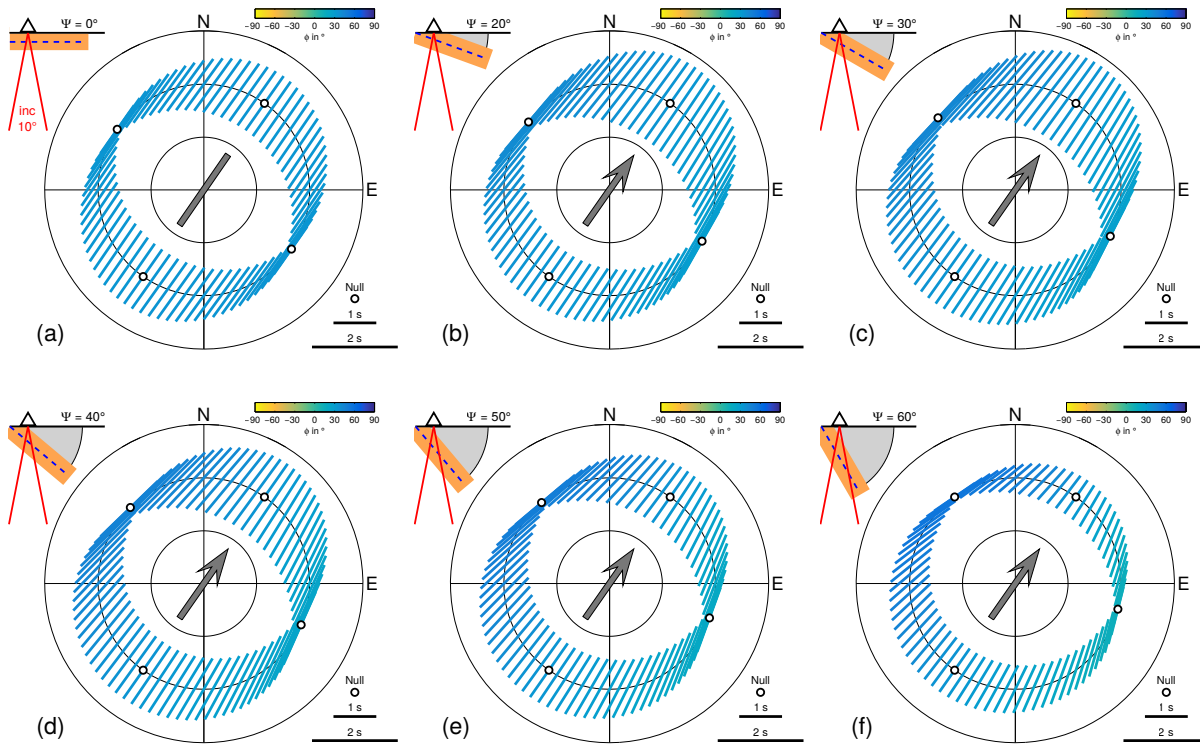 Ψ = 0°
N
−90 −60 −30 0 30 60 90
ϕ in °
inc
10°
E
Null
1 s
2 s
(a)
Ψ = 20°
N
−90 −60 −30 0 30 60 90
ϕ in °
E
Null
1 s
2 s
(b)
Ψ = 30°
N
−90 −60 −30 0 30 60 90
ϕ in °
E
Null
1 s
2 s
(c)
Ψ = 40°
N
−90 −60 −30 0 30 60 90
ϕ in °
E
Null
1 s
2 s
(d)
Ψ = 50°
N
−90 −60 −30 0 30 60 90
ϕ in °
E
Null
1 s
2 s
(e)
Ψ = 60°
N
−90 −60 −30 0 30 60 90
ϕ in °
E
Null
1 s
2 s
(f)